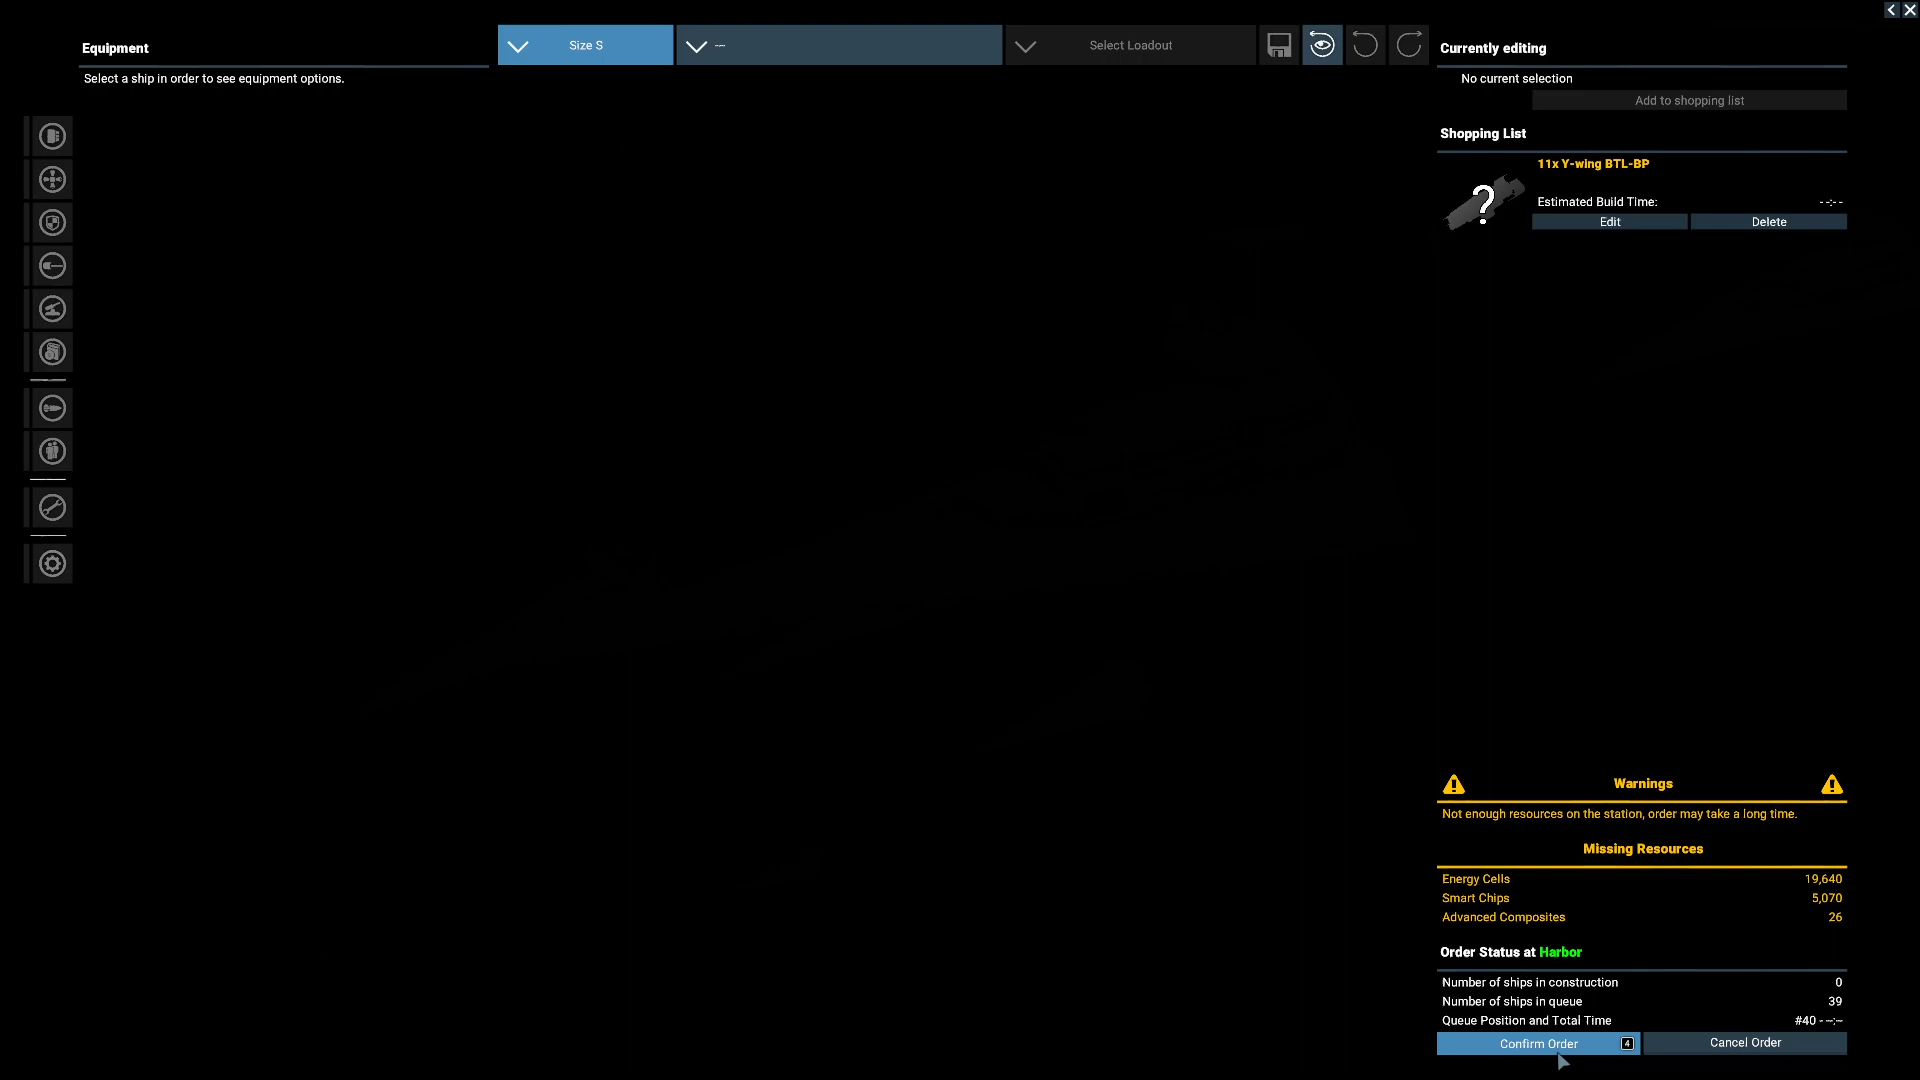 Equipment
Select a ship in order to see equipment options.
Size S
---
Select Loadout
Currently editing
No current selection
Add to shopping list
Shopping List
?
11x Y-wing BTL-BP
Estimated Build Time: --:--
Edit Delete
Warnings
Not enough resources on the station, order may take a long time.
Missing Resources
Energy Cells 19,640
Smart Chips 5,070
Advanced Composites 26
Order Status at Harbor
Number of ships in construction 0
Number of ships in queue 39
Queue Position and Total Time #40 - --:--
Confirm Order 4 Cancel Order